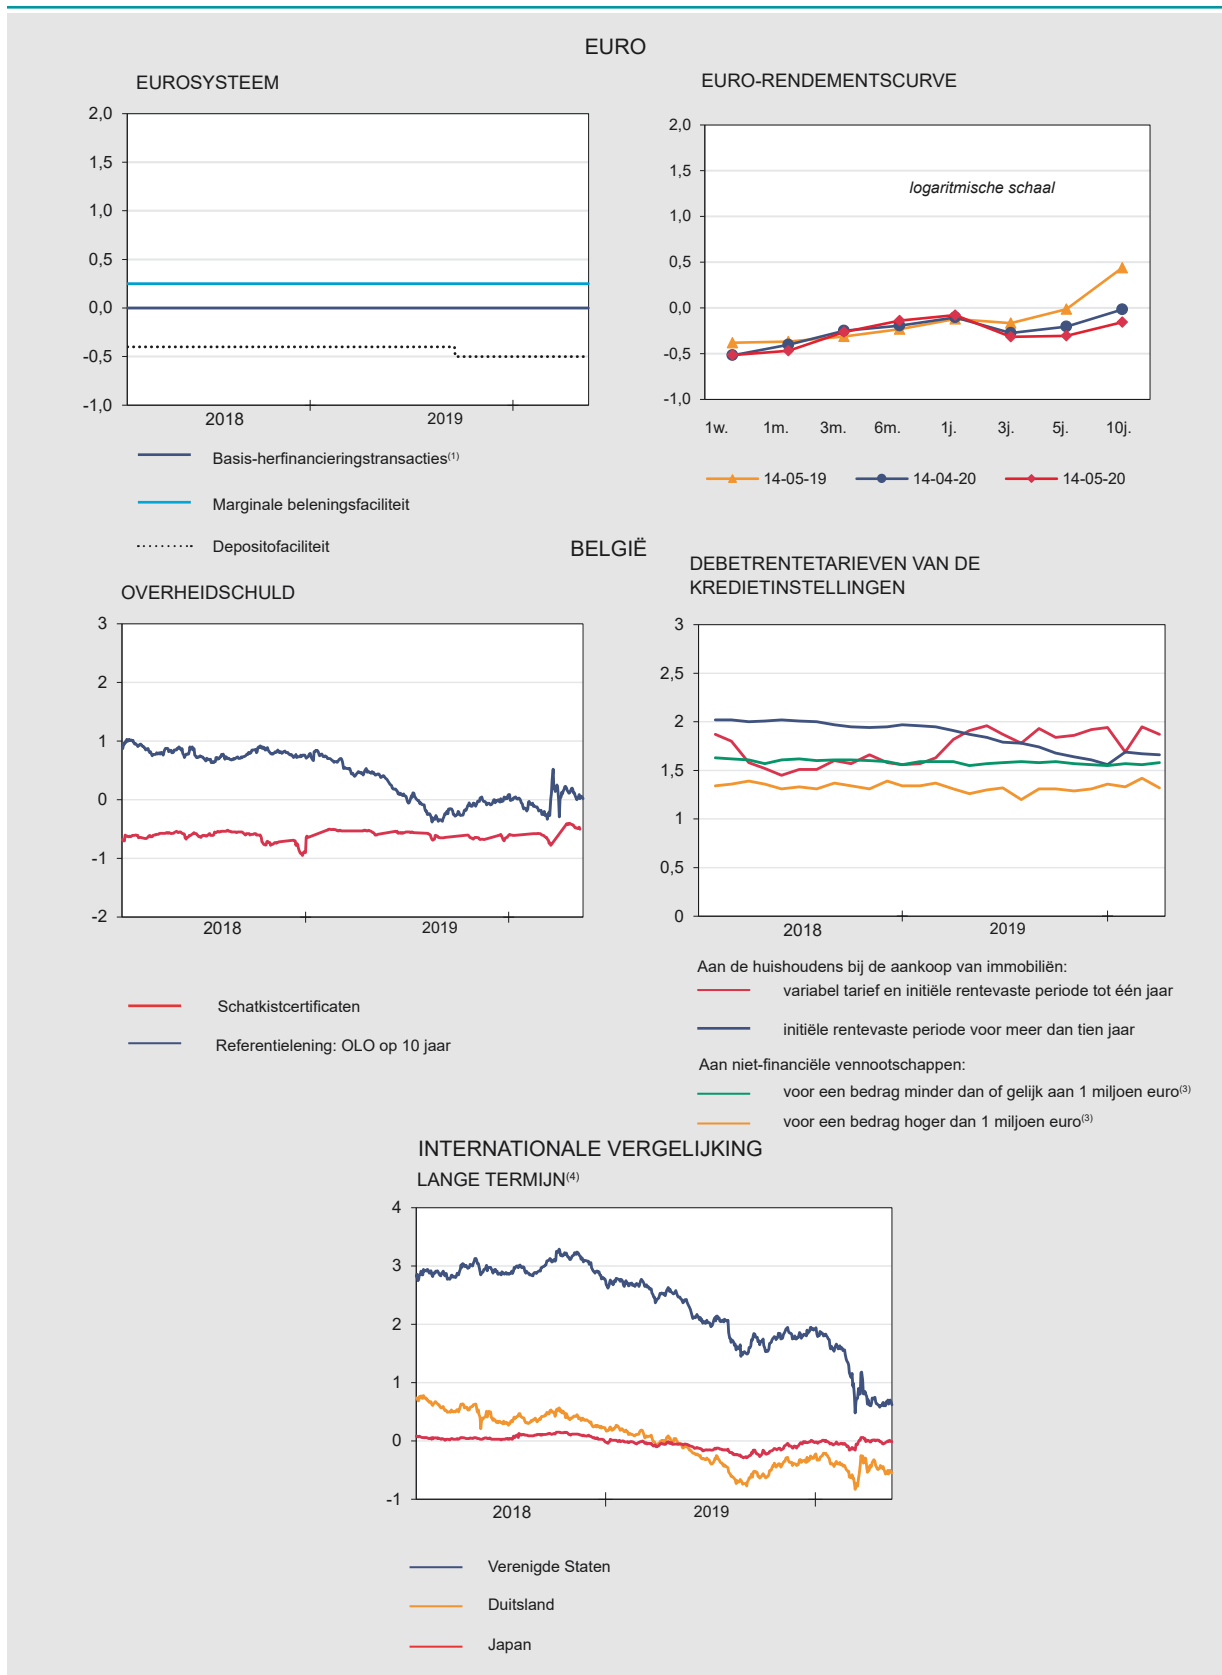 EURO
EUROSYSTEEM
2,0
1,5
1,0
0,5
0,0
-0,5
-1,0
2018
2019
Basis-herfinancieringstransacties(1)
Marginale beleningsfaciliteit
Depositofaciliteit
EURO-RENDEMENTSCURVE
2,0
1,5
1,0
0,5
0,0
-0,5
-1,0
logaritmische schaal
1w. 1m. 3m. 6m. 1j. 3j. 5j. 10j.
14-05-19 14-04-20 14-05-20
BELGIË
OVERHEIDSCHULD
3
2
1
0
-1
-2
2018
2019
Schatkistcertificaten
Referentielening: OLO op 10 jaar
DEBETRENTETARIEVEN VAN DE
KREDIETINSTELLINGEN
3
2,5
2
1,5
1
0,5
0
2018
2019
Aan de huishoudens bij de aankoop van immobiliën:
variabel tarief en initiële rentevaste periode tot één jaar
initiële rentevaste periode voor meer dan tien jaar
Aan niet-financiële vennootschappen:
voor een bedrag minder dan of gelijk aan 1 miljoen euro(3)
voor een bedrag hoger dan 1 miljoen euro(3)
INTERNATIONALE VERGELIJKING
LANGE TERMIJN(4)
4
3
2
1
0
-1
2018
2019
Verenigde Staten
Duitsland
Japan